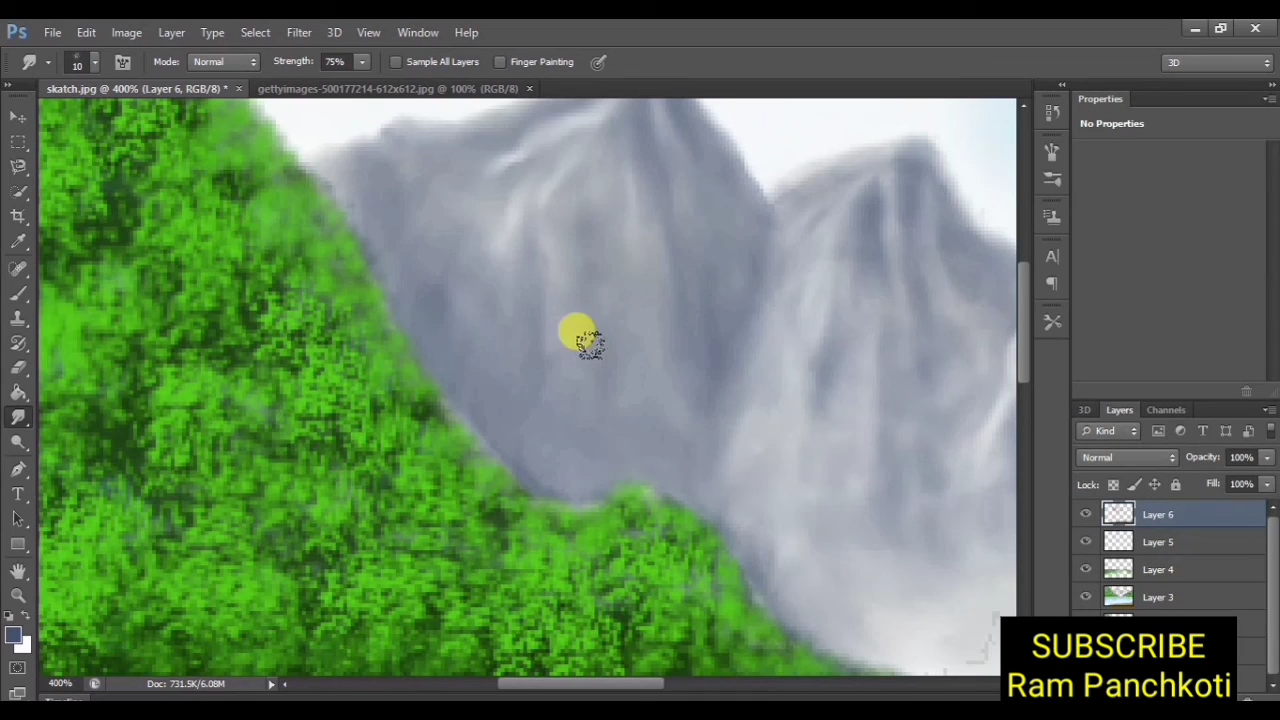 Ps File Edit Image Layer Type Select Filter 3D View Window Help
10 Mode: Normal Strength: 75% Sample All Layers Finger Painting 3D
skatch.jpg @ 400% (Layer 6, RGB/8) * × gettyimages-500177214-612x612.jpg @ 100% (RGB/8) ×
Properties
No Properties
3D Layers Channels
Kind
Normal Opacity: 100%
Lock: Fill: 100%
Layer 6
Layer 5
Layer 4
Layer 3
SUBSCRIBE
Ram Panchkoti
400% Doc: 731.5K/6.08M